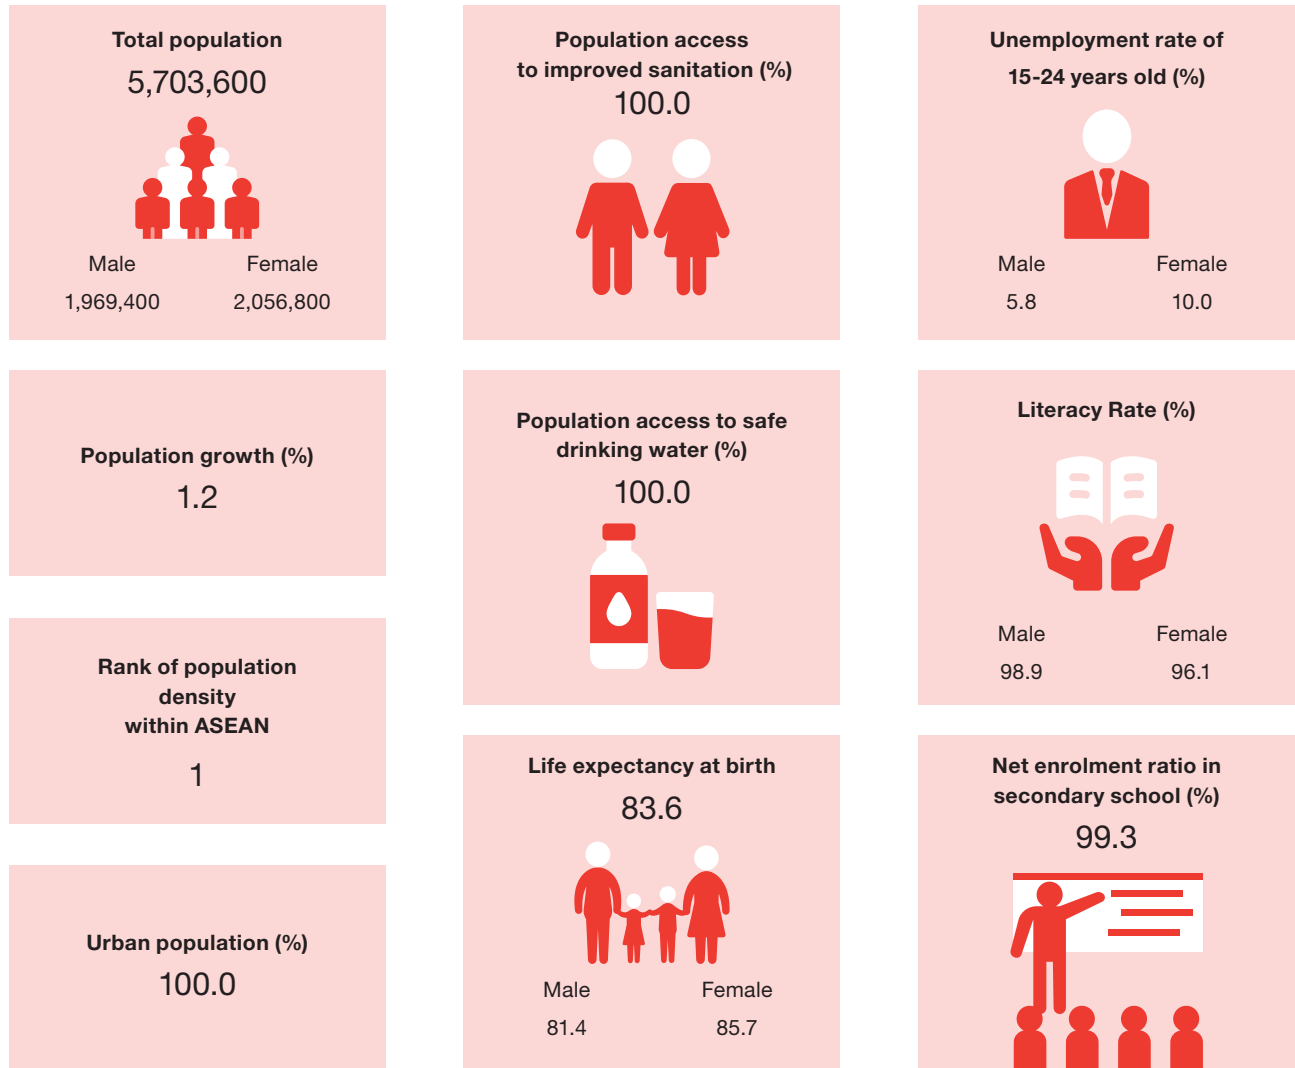 Total population
5,703,600
Male Female
1,969,400 2,056,800
Population growth (%)
1.2
Rank of population
density
within ASEAN
1
Urban population (%)
100.0
Population access
to improved sanitation (%)
100.0
Population access to safe
drinking water (%)
100.0
Life expectancy at birth
83.6
Male Female
81.4 85.7
Unemployment rate of
15-24 years old (%)
Male Female
5.8 10.0
Literacy Rate (%)
Male Female
98.9 96.1
Net enrolment ratio in
secondary school (%)
99.3